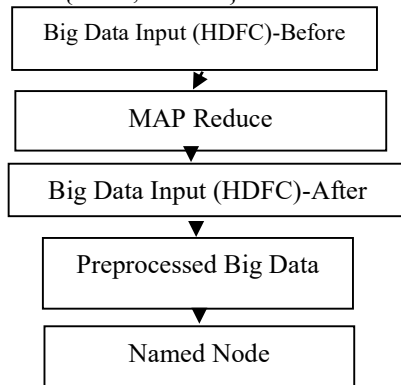 Big Data Input (HDFC)-Before
MAP Reduce
Big Data Input (HDFC)-After
Preprocessed Big Data
Named Node